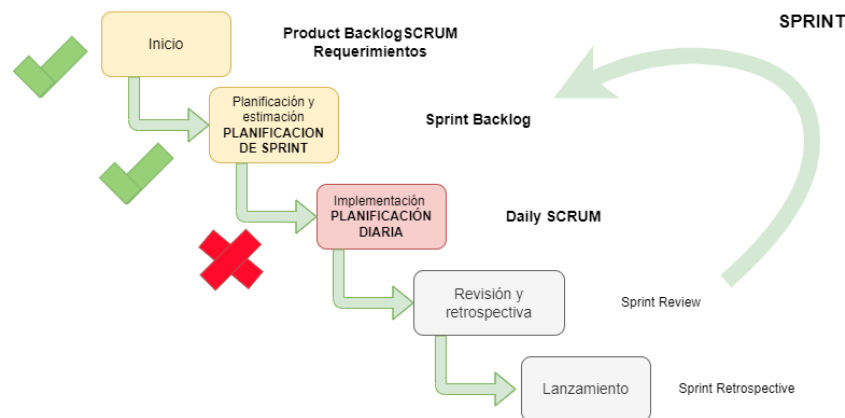 SPRINT
Inicio
Product BacklogSCRUM
Requerimientos
Planificación y
estimación
PLANIFICACION
DE SPRINT
Sprint Backlog
Implementación
PLANIFICACIÓN
DIARIA
Daily SCRUM
Revisión y
retrospectiva
Sprint Review
Lanzamiento
Sprint Retrospective